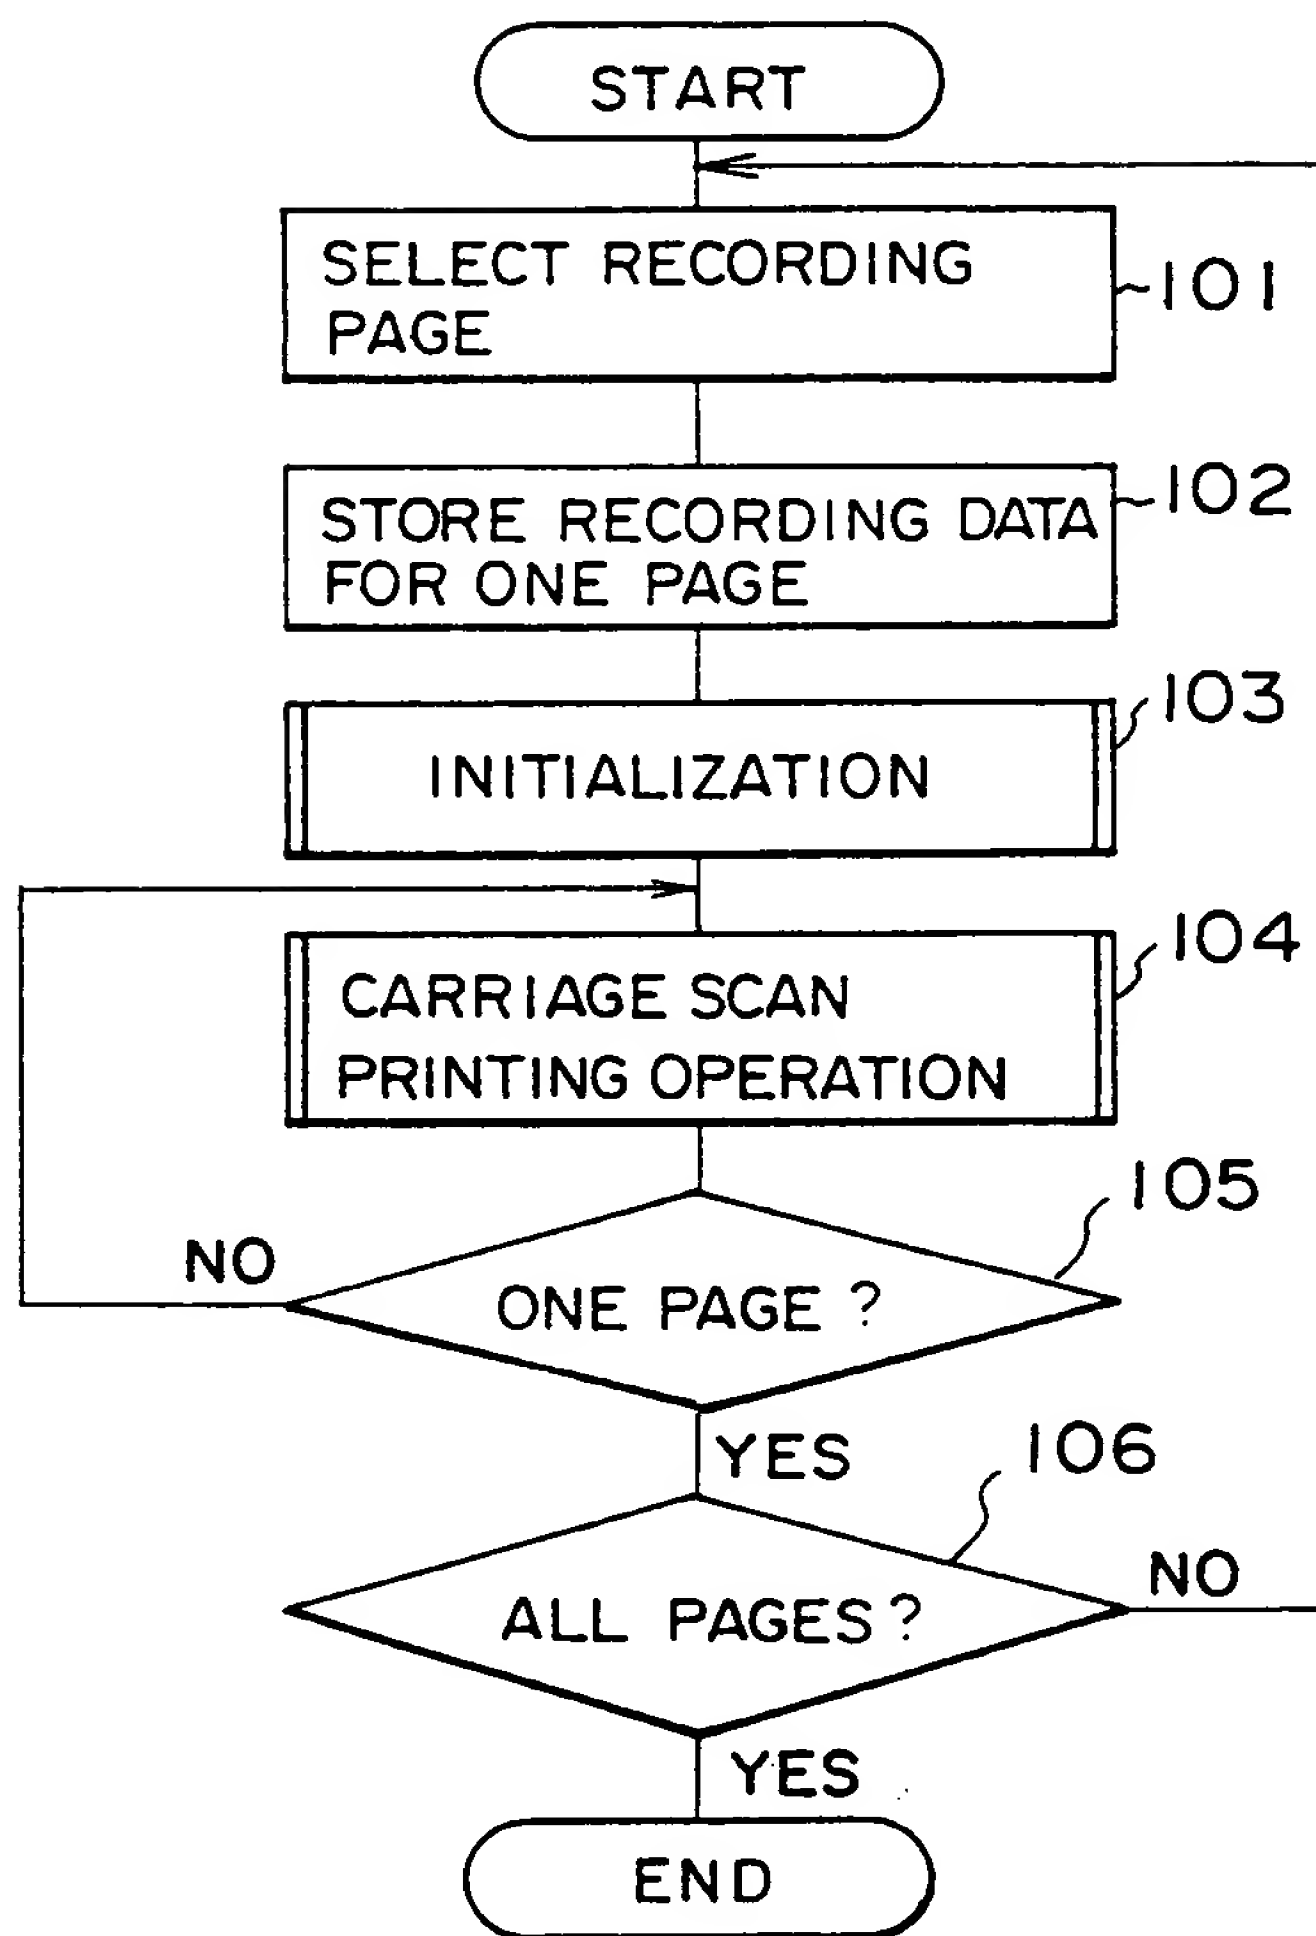 START
SELECT RECORDING
PAGE
101
STORE RECORDING DATA
FOR ONE PAGE
102
103
INITIALIZATION
104
CARRIAGE SCAN
PRINTING OPERATION
105
NO
ONE PAGE ?
YES
106
NO
ALL PAGES ?
YES
END